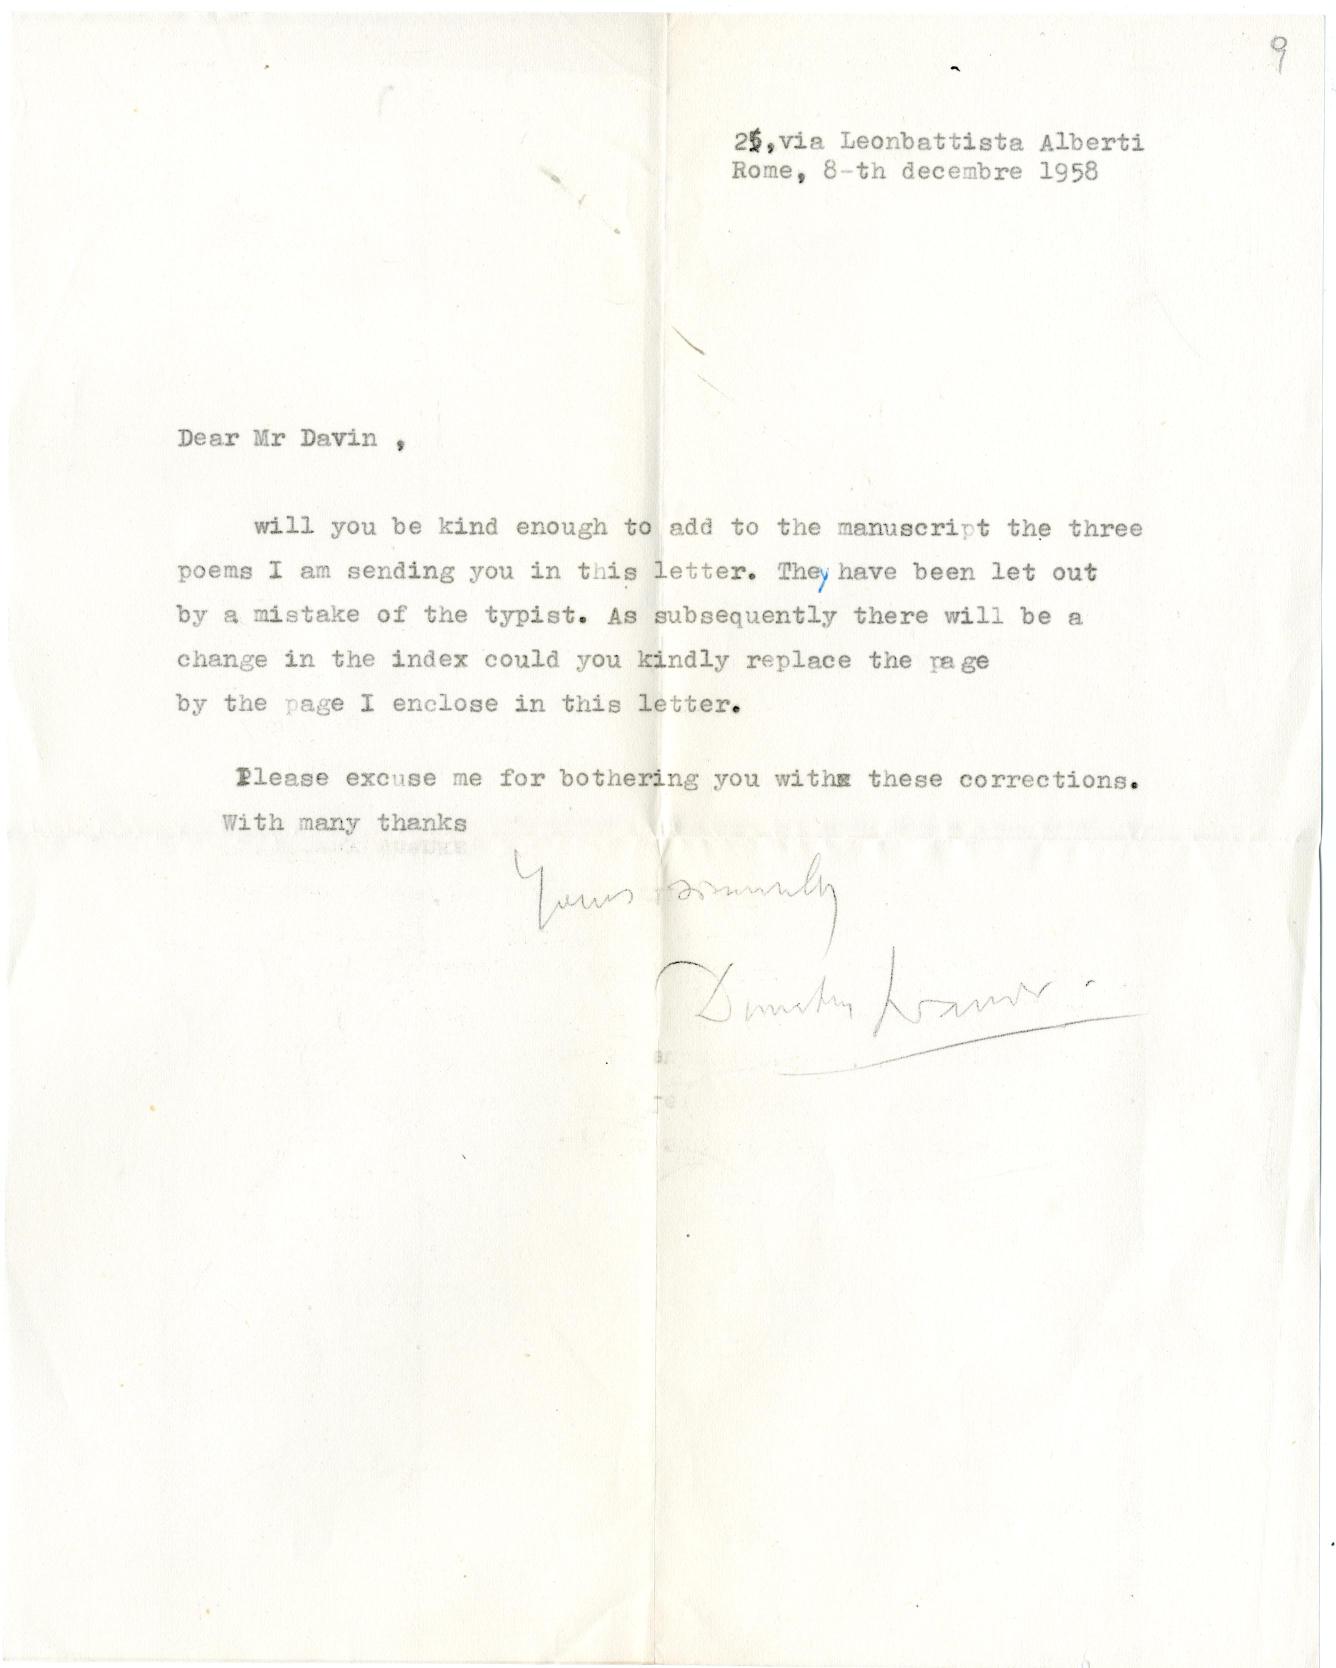 9
25,via Leonbattista Alberti
Rome, 8-th decembre 1958
Dear Mr Davin ,
will you be kind enough to add to the manuscript the three
poems I am sending you in this letter. They have been let out
by a mistake of the typist. As subsequently there will be a
change in the index could you kindly replace the page
by the page I enclose in this letter.
Please excuse me for bothering you with these corrections.
With many thanks
Yours sincerely